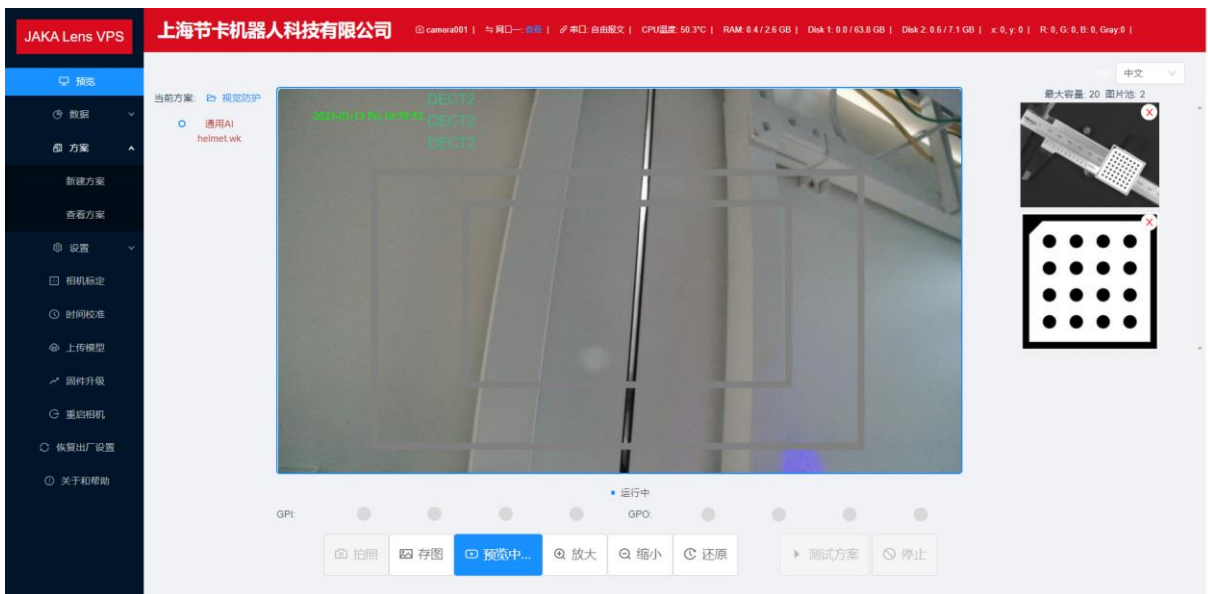 JAKA Lens VPS
上海节卡机器人科技有限公司
camera001 | 网口一: 查看 | 串口: 自由报文 | CPU温度: 50.3°C | RAM: 0.4 / 2.6 GB | Disk 1: 0.0 / 63.8 GB | Disk 2: 0.6 / 7.1 GB | x: 0, y: 0 | R: 0, G: 0, B: 0, Gray:0 |
预览
数据
方案
新建方案
查看方案
设置
相机标定
时间校准
上传模型
固件升级
重启相机
恢复出厂设置
关于和帮助
中文
当前方案: 视觉防护
通用AI
helmet.wk
最大容量: 20 图片池: 2
DECT2
DECT2
DECT2
运行中
GPI:
GPO:
拍照
存图
预览中...
放大
缩小
还原
测试方案
停止